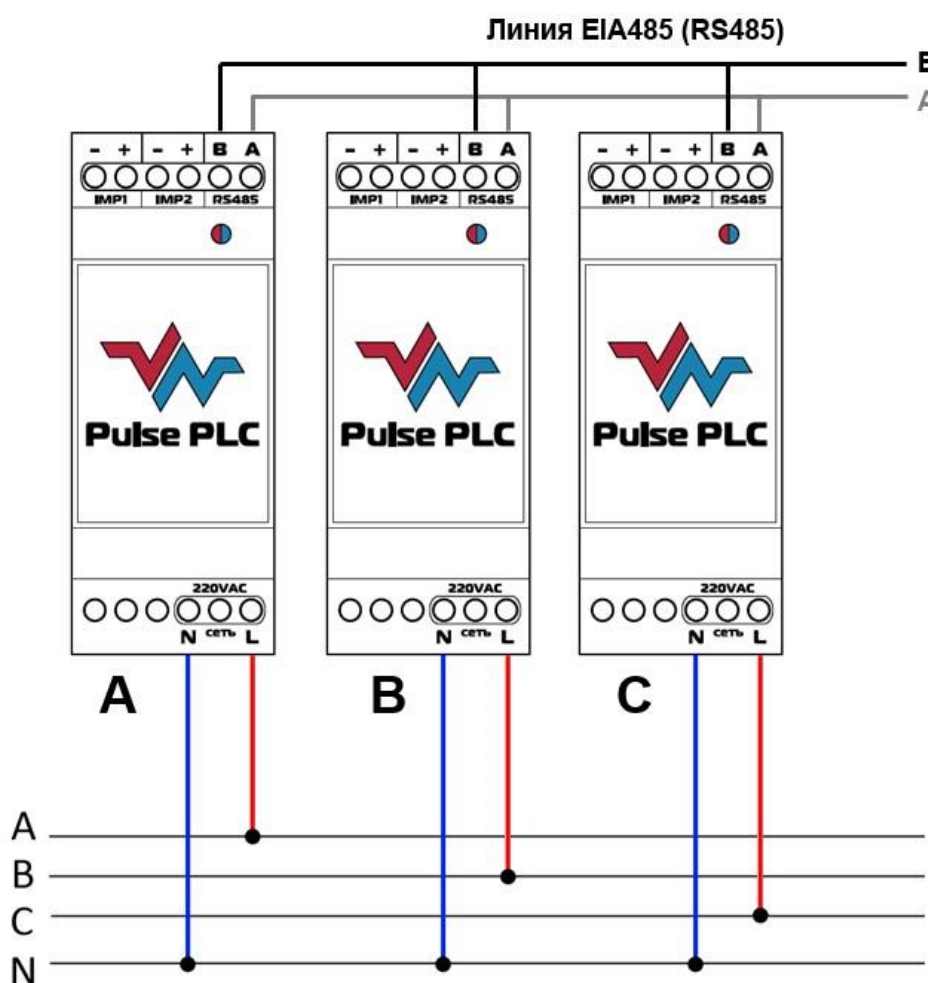 Линия EIA485 (RS485)
B
A
- + - + B A
IMP1 IMP2 RS485
- + - + B A
IMP1 IMP2 RS485
- + - + B A
IMP1 IMP2 RS485
Pulse PLC
Pulse PLC
Pulse PLC
220VAC
N сеть L
220VAC
N сеть L
220VAC
N сеть L
A
B
C
A
B
C
N